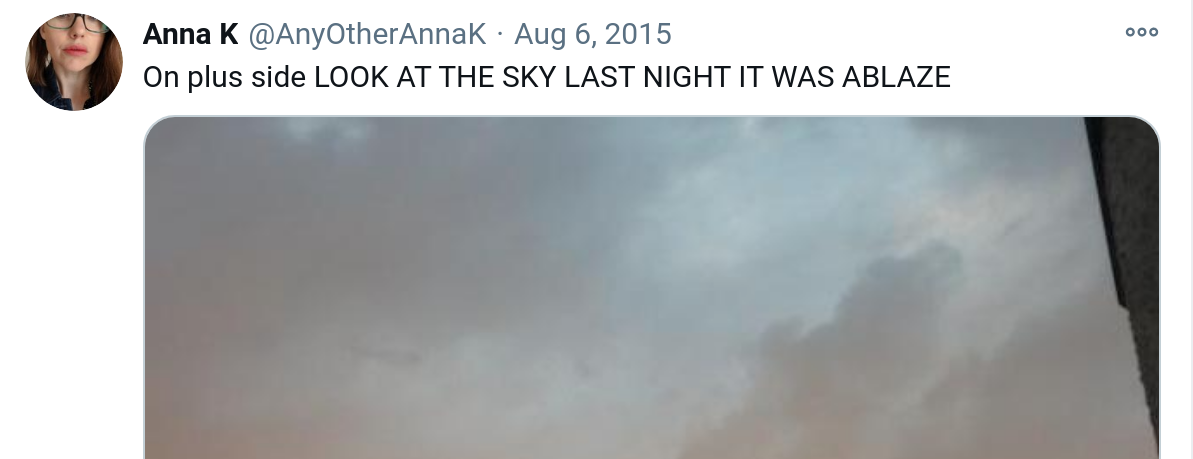 Anna K @AnyOtherAnnaK · Aug 6, 2015
On plus side LOOK AT THE SKY LAST NIGHT IT WAS ABLAZE